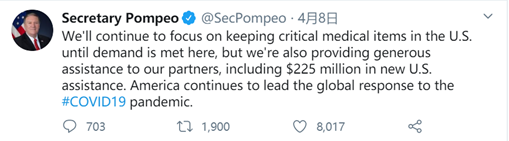 Secretary Pompeo @SecPompeo · 4月8日
We'll continue to focus on keeping critical medical items in the U.S.
until demand is met here, but we're also providing generous
assistance to our partners, including $225 million in new U.S.
assistance. America continues to lead the global response to the
#COVID19 pandemic.
703 1,900 8,017